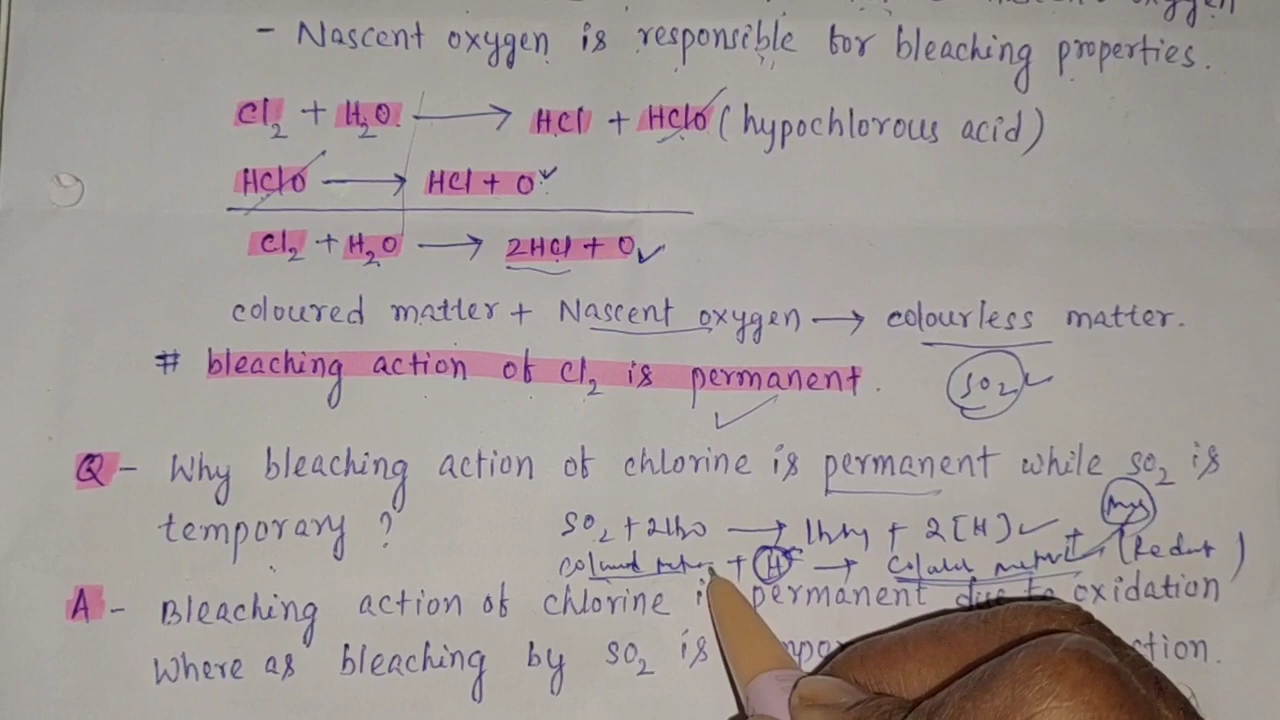 - Nascent oxygen is responsible for bleaching properties.
Cl2 + H2O → HCl + HClO (hypochlorous acid)
HClO → HCl + O
Cl2 + H2O → 2HCl + O
coloured matter + Nascent oxygen → colourless matter.
# bleaching action of Cl2 is permanent.
SO2
Q - Why bleaching action of chlorine is permanent while SO2 is
temporary ?
SO2 + 2H2O → + 2[H]
+ H →
A - Bleaching action of chlorine permanent due to oxidation
Where as bleaching by SO2 is